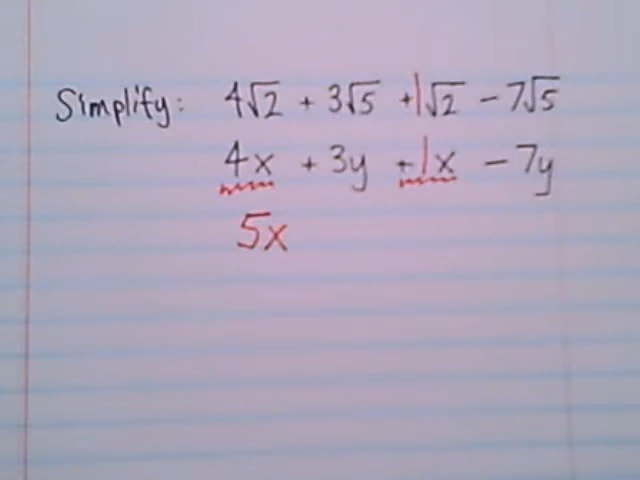 Simplify: 4√2 + 3√5 +1√2 - 7√5
4x + 3y +1x - 7y
5x